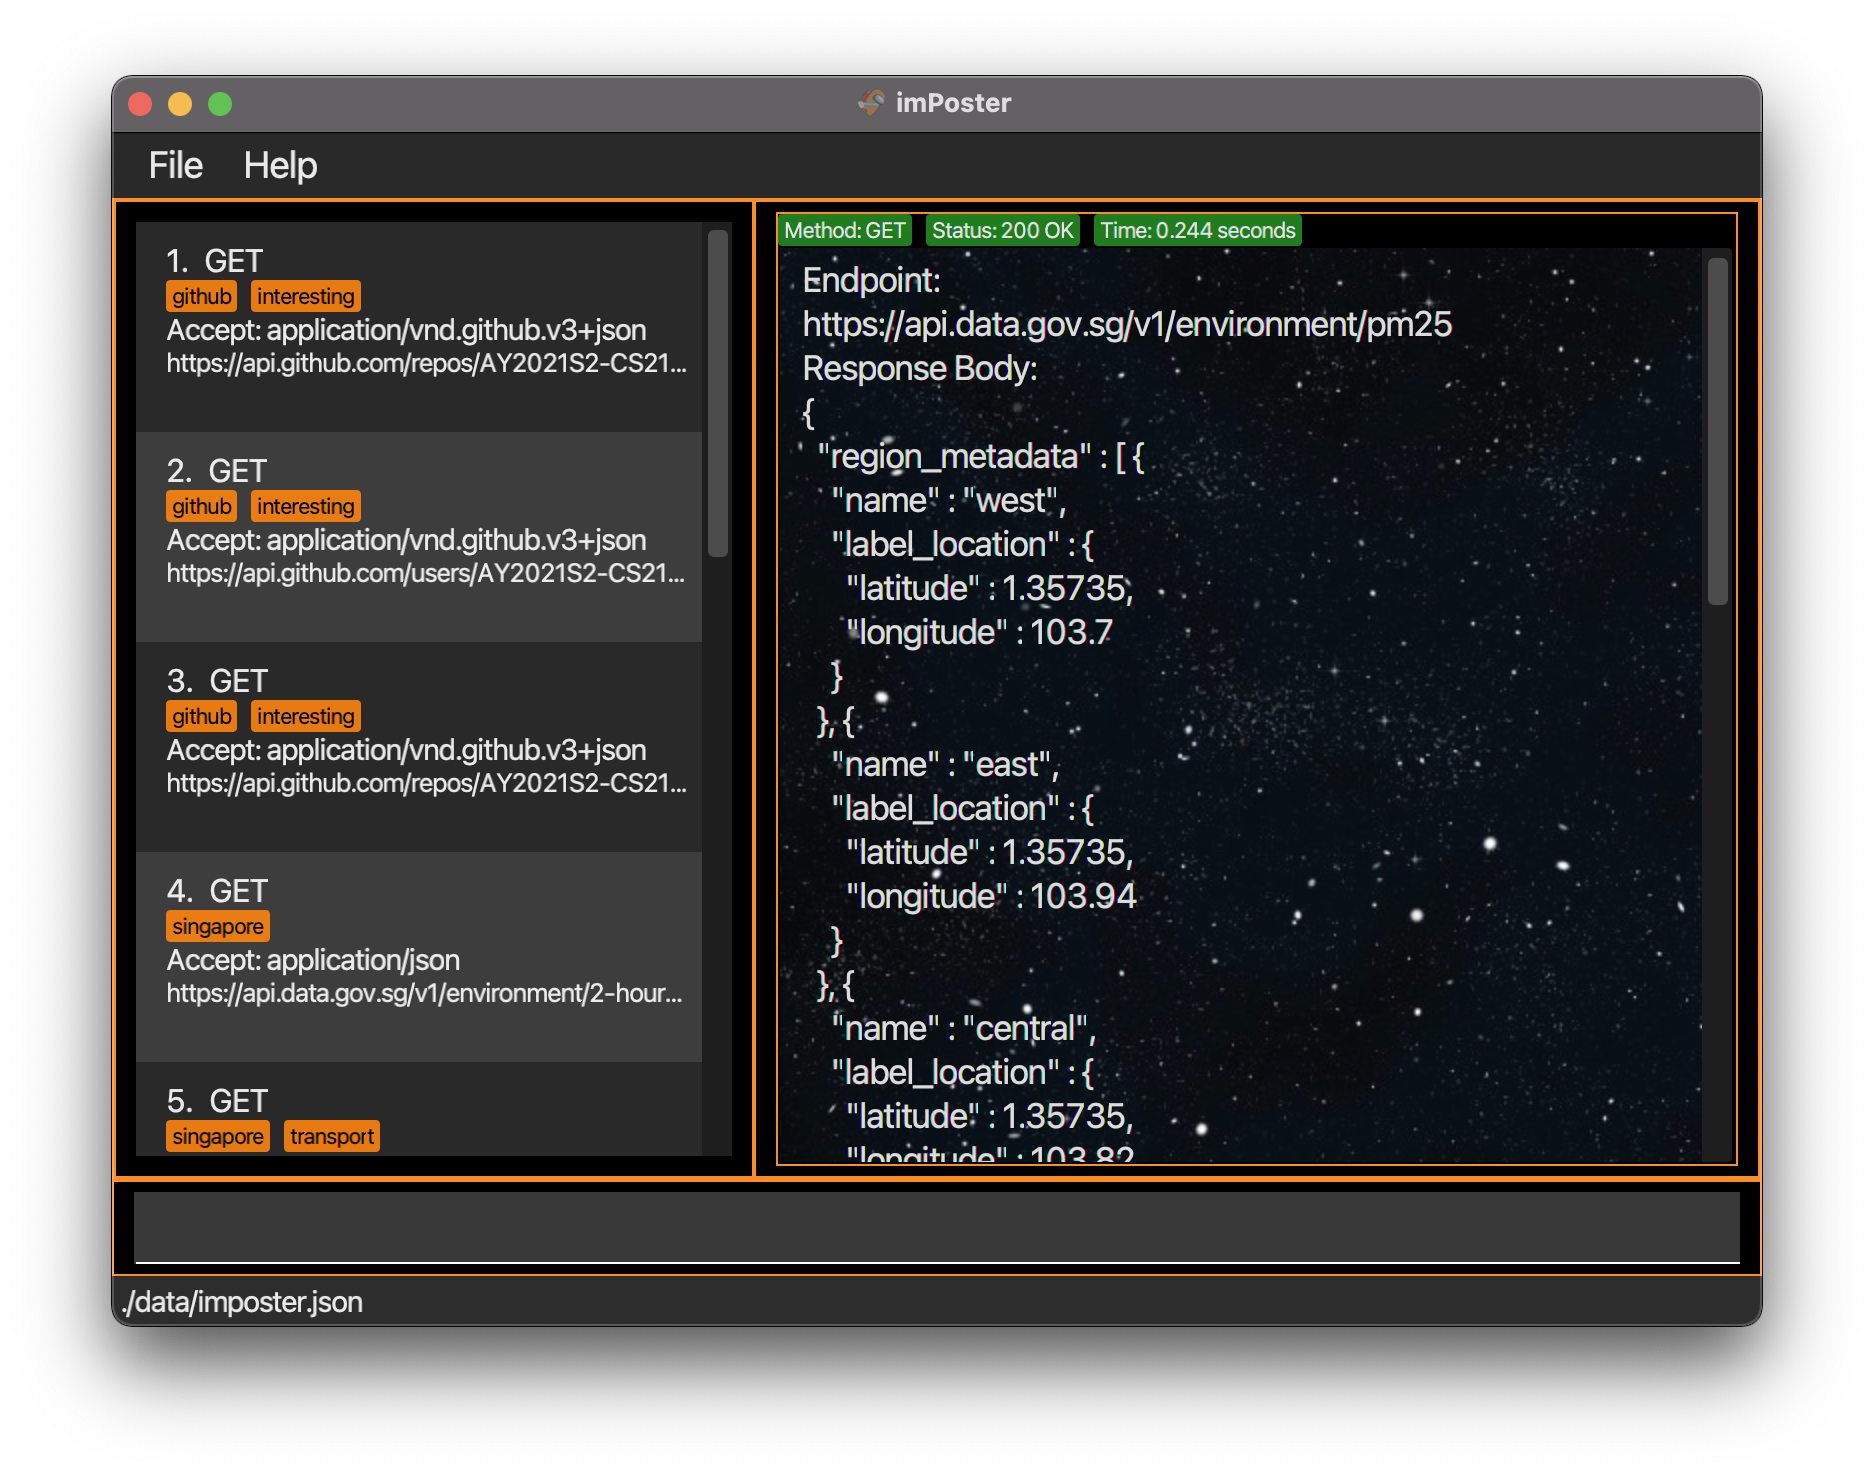 imPoster
File Help
1. GET
github interesting
Accept: application/vnd.github.v3+json
https://api.github.com/repos/AY2021S2-CS21...
2. GET
github interesting
Accept: application/vnd.github.v3+json
https://api.github.com/users/AY2021S2-CS21...
3. GET
github interesting
Accept: application/vnd.github.v3+json
https://api.github.com/repos/AY2021S2-CS21...
4. GET
singapore
Accept: application/json
https://api.data.gov.sg/v1/environment/2-hour...
5. GET
singapore transport
Method: GET Status: 200 OK Time: 0.244 seconds
Endpoint:
https://api.data.gov.sg/v1/environment/pm25
Response Body:
{
"region_metadata" : [ {
"name" : "west",
"label_location" : {
"latitude" : 1.35735,
"longitude" : 103.7
}
}, {
"name" : "east",
"label_location" : {
"latitude" : 1.35735,
"longitude" : 103.94
}
}, {
"name" : "central",
"label_location" : {
"latitude" : 1.35735,
"longitude" : 103.82
./data/imposter.json